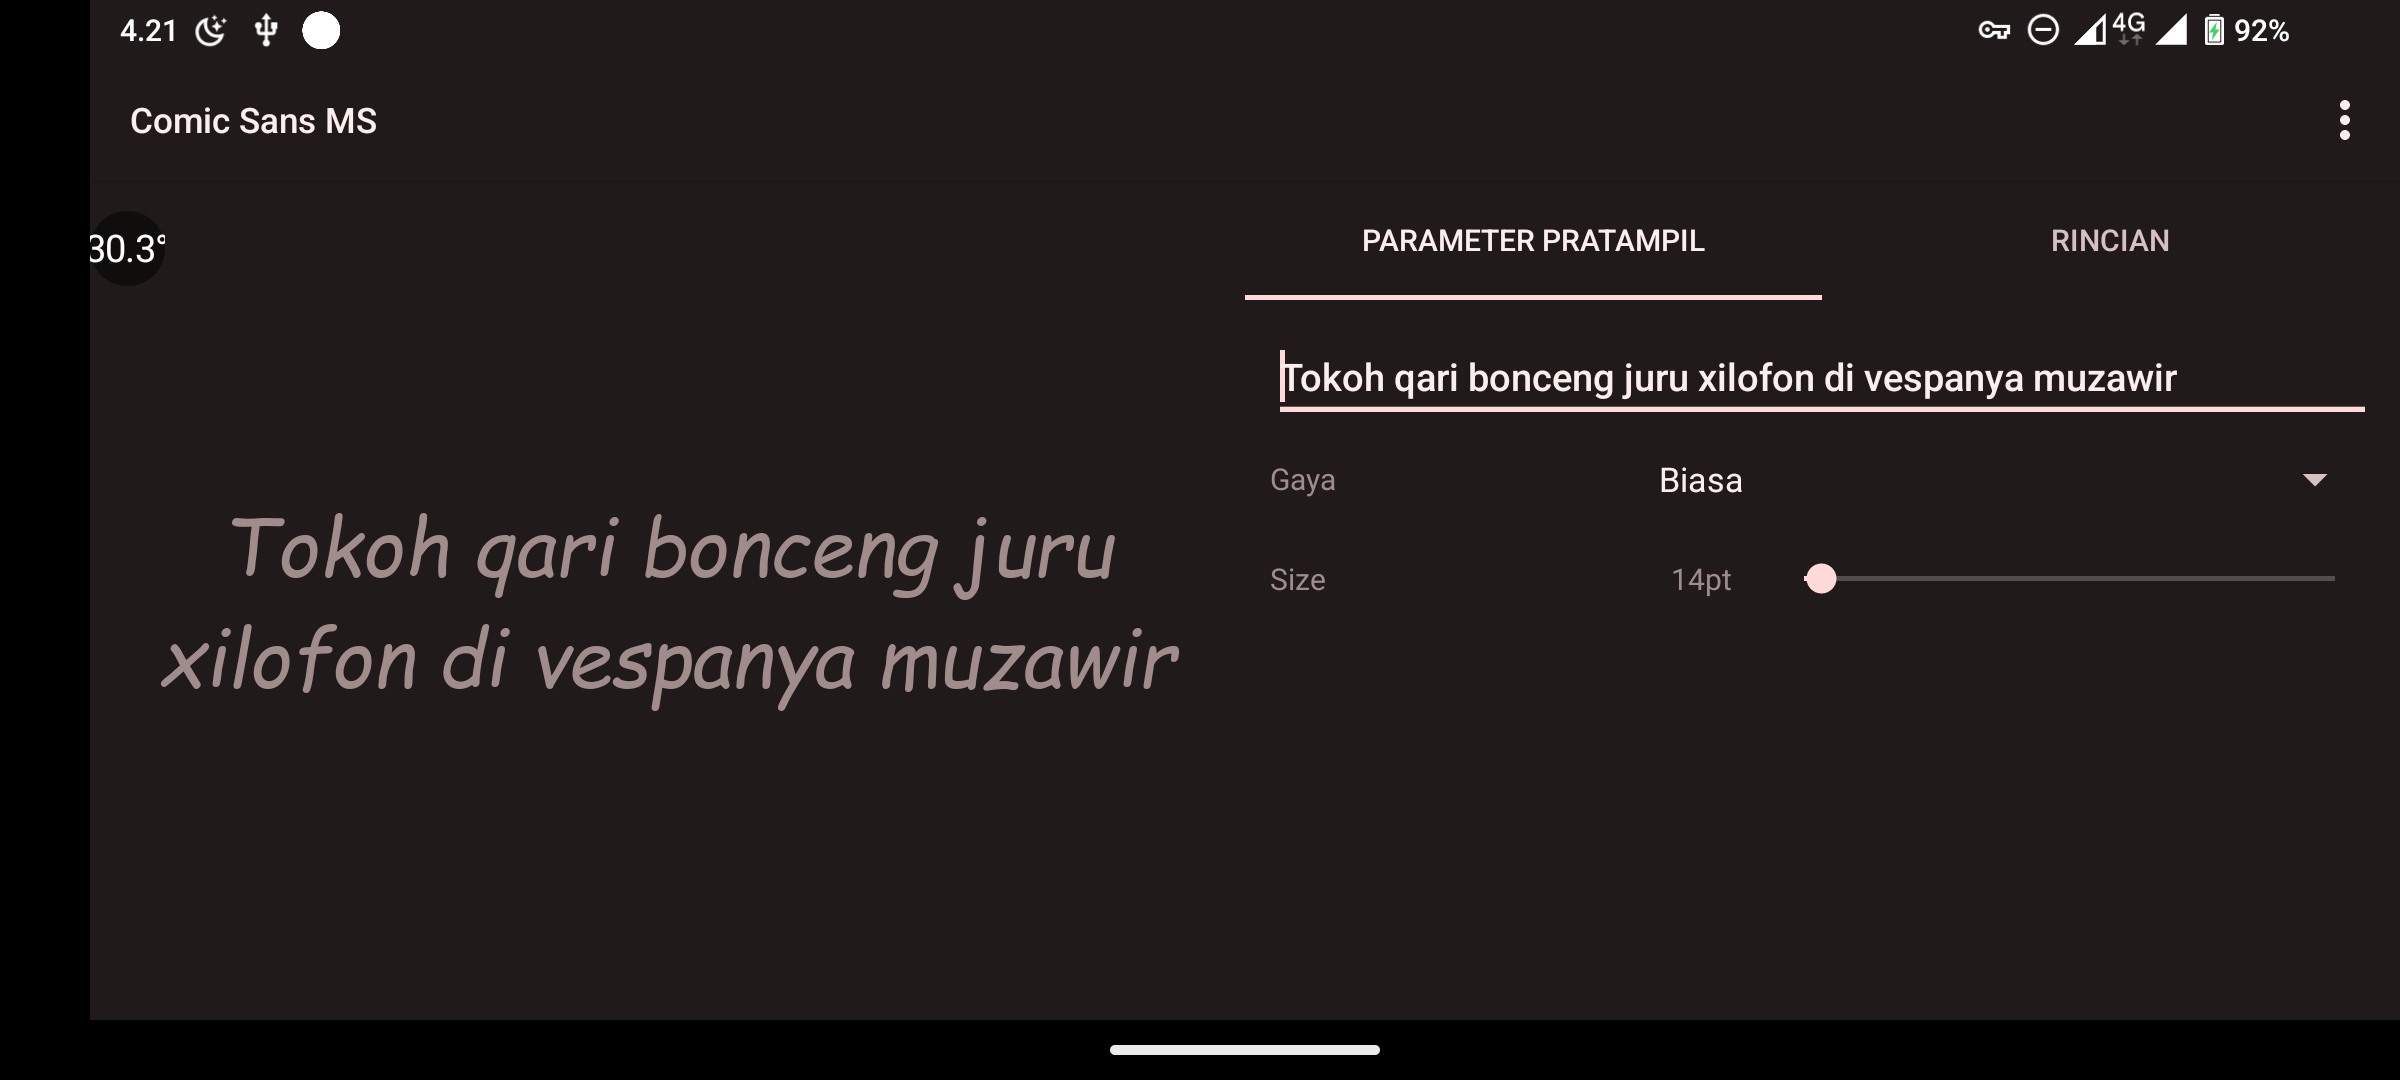 4.21 4G 92%
Comic Sans MS
30.3°
PARAMETER PRATAMPIL RINCIAN
Tokoh qari bonceng juru xilofon di vespanya muzawir
Gaya Biasa
Size 14pt
Tokoh qari bonceng juru
xilofon di vespanya muzawir